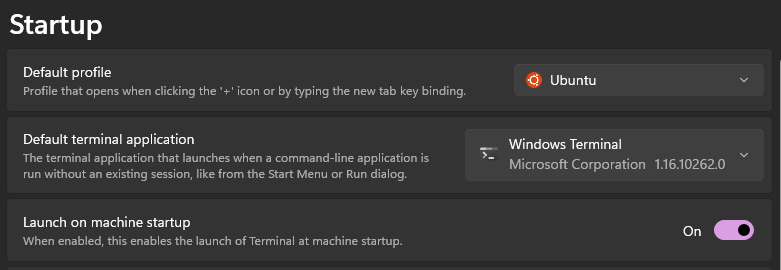 Startup
Default profile
Profile that opens when clicking the '+' icon or by typing the new tab key binding.
Ubuntu
Default terminal application
The terminal application that launches when a command-line application is
run without an existing session, like from the Start Menu or Run dialog.
Windows Terminal
Microsoft Corporation 1.16.10262.0
Launch on machine startup
When enabled, this enables the launch of Terminal at machine startup.
On